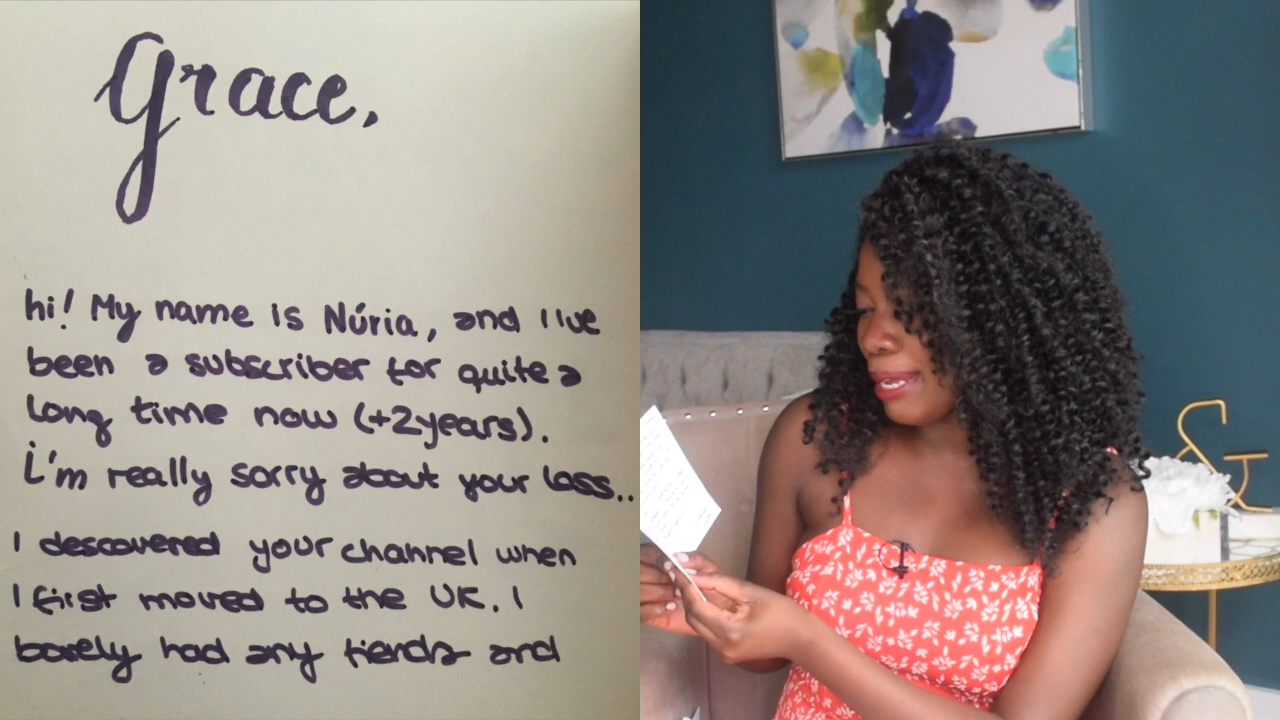 Grace,
hi! My name is Núria, and I've
been a subscriber for quite a
long time now (+2years).
I'm really sorry about your loss..
I descovered your channel when
I first moved to the UK. I
barely had any fiends and